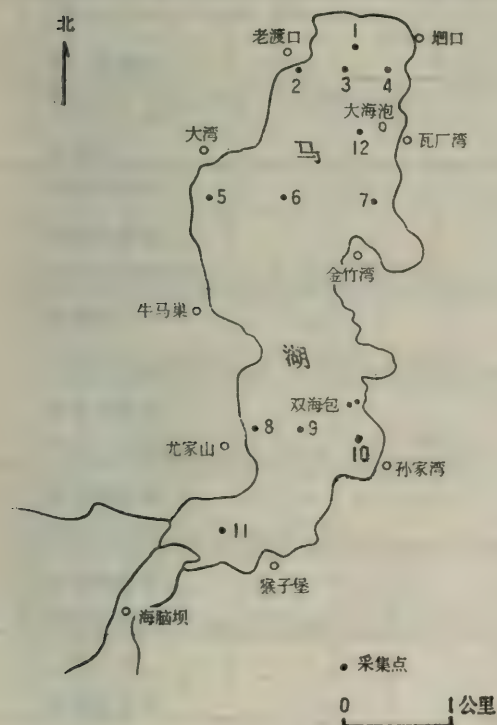 北
老渡口
1
垇口
2
3
4
大海泡
12
瓦厂湾
大湾
马
5
6
7
金竹湾
牛马巢
湖
双海包
8
9
10
尤家山
孙家湾
11
猴子堡
海脑坝
采集点
0
1公里